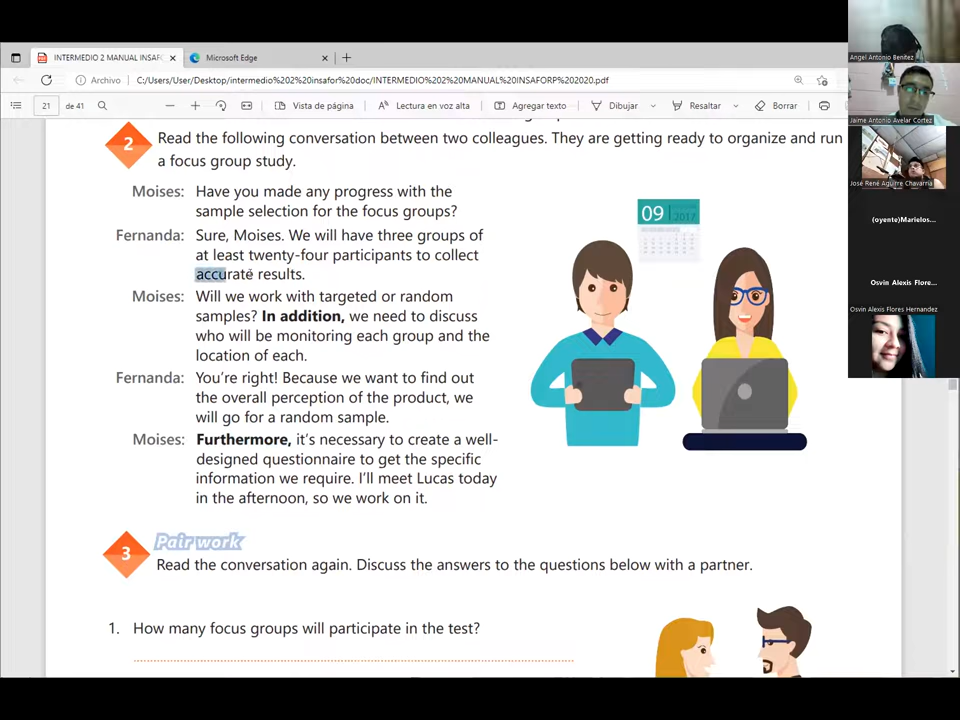 INTERMEDIO 2 MANUAL INSAFOR
Microsoft Edge
Archivo
C:/Users/User/Desktop/intermedio%202%20insafor%20doc/INTERMEDIO%202%20MANUAL%20INSAFORP%202020.pdf
21 de 41
Vista de página
Lectura en voz alta
Agregar texto
Dibujar
Resaltar
Borrar
2
Read the following conversation between two colleagues. They are getting ready to organize and run
a focus group study.
Moises: Have you made any progress with the
sample selection for the focus groups?
Fernanda: Sure, Moises. We will have three groups of
at least twenty-four participants to collect
accurate results.
Moises: Will we work with targeted or random
samples? In addition, we need to discuss
who will be monitoring each group and the
location of each.
Fernanda: You're right! Because we want to find out
the overall perception of the product, we
will go for a random sample.
Moises: Furthermore, it's necessary to create a well-
designed questionnaire to get the specific
information we require. I'll meet Lucas today
in the afternoon, so we work on it.
09
2017
3
Pair work
Read the conversation again. Discuss the answers to the questions below with a partner.
1. How many focus groups will participate in the test?
Angel Antonio Benitez
Jaime Antonio Avelar Cortez
José René Aguirre Chavarria
(oyente)Marielos...
Osvin Alexis Flore...
Osvin Alexis Flores Hernandez